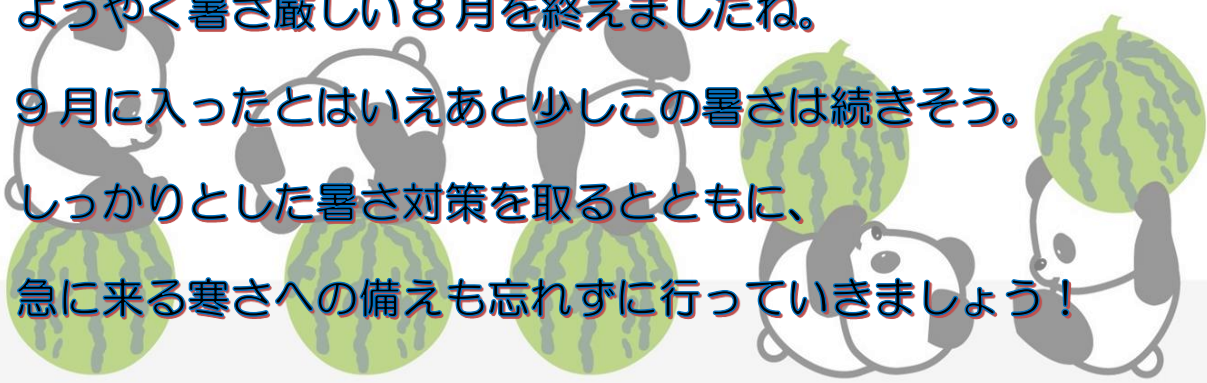 ようやく暑さ厳しい8月を終えましたね。
9月に入ったとはいえあと少しこの暑さは続きそう。
しっかりとした暑さ対策を取るとともに、
急に来る寒さへの備えも忘れずに行っていきましょう！